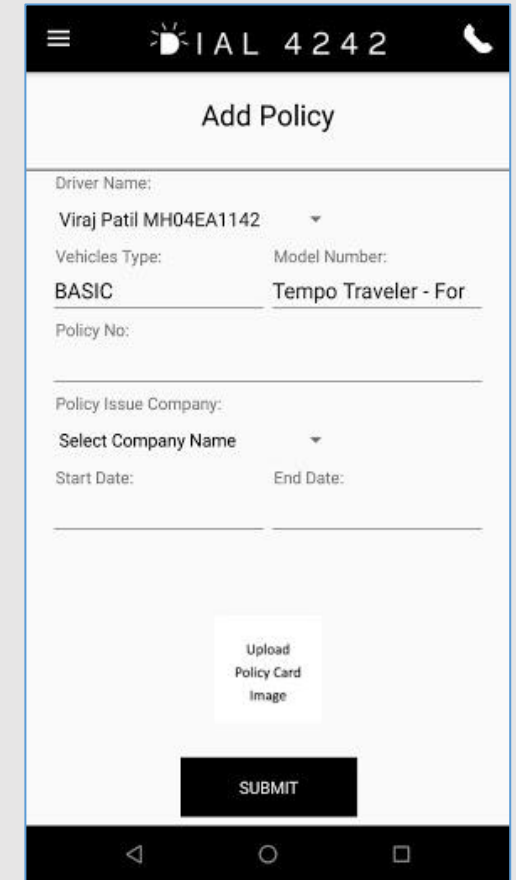 DIAL 4242
Add Policy
Driver Name:
Viraj Patil MH04EA1142
Vehicles Type: Model Number:
BASIC Tempo Traveler - For
Policy No:
Policy Issue Company:
Select Company Name
Start Date: End Date:
Upload
Policy Card
Image
SUBMIT